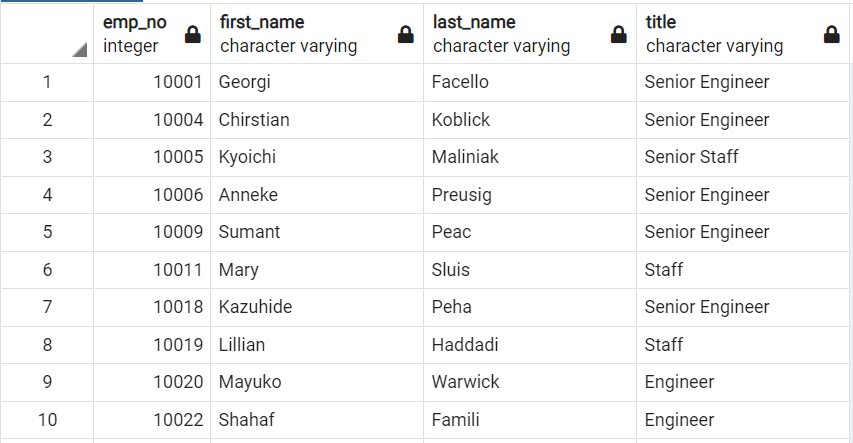 emp_no first_name last_name title
integer character varying character varying character varying
1 10001 Georgi Facello Senior Engineer
2 10004 Chirstian Koblick Senior Engineer
3 10005 Kyoichi Maliniak Senior Staff
4 10006 Anneke Preusig Senior Engineer
5 10009 Sumant Peac Senior Engineer
6 10011 Mary Sluis Staff
7 10018 Kazuhide Peha Senior Engineer
8 10019 Lillian Haddadi Staff
9 10020 Mayuko Warwick Engineer
10 10022 Shahaf Famili Engineer